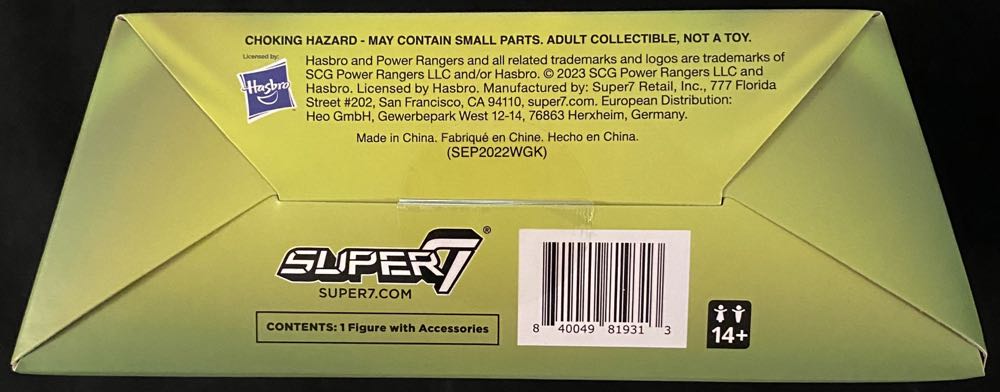 CHOKING HAZARD - MAY CONTAIN SMALL PARTS. ADULT COLLECTIBLE, NOT A TOY.
Licensed by:
Hasbro
Hasbro and Power Rangers and all related trademarks and logos are trademarks of
SCG Power Rangers LLC and/or Hasbro. © 2023 SCG Power Rangers LLC and
Hasbro. Licensed by Hasbro. Manufactured by: Super7 Retail, Inc., 777 Florida
Street #202, San Francisco, CA 94110, super7.com. European Distribution:
Heo GmbH, Gewerbepark West 12-14, 76863 Herxheim, Germany.
Made in China. Fabriqué en Chine. Hecho en China.
(SEP2022WGK)
SUPER7®
SUPER7.COM
CONTENTS: 1 Figure with Accessories
8 40049 81931 3
14+